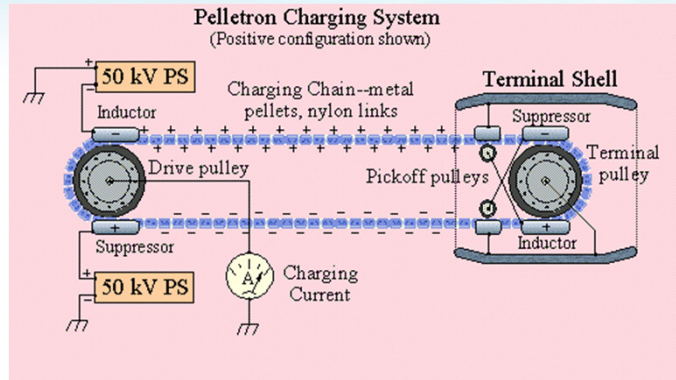 Pelletron Charging System
(Positive configuration shown)
50 kV PS
+
−
Inductor
−
Charging Chain--metal
pellets, nylon links
Terminal Shell
Suppressor
−
+ + + + + + + + + + +
+ + + + + + + + + +
Drive pulley
Pickoff pulleys
Terminal
pulley
− − − − − − − − −
− − − − − − − −
+
Suppressor
+
Inductor
A
Charging
Current
+
−
50 kV PS